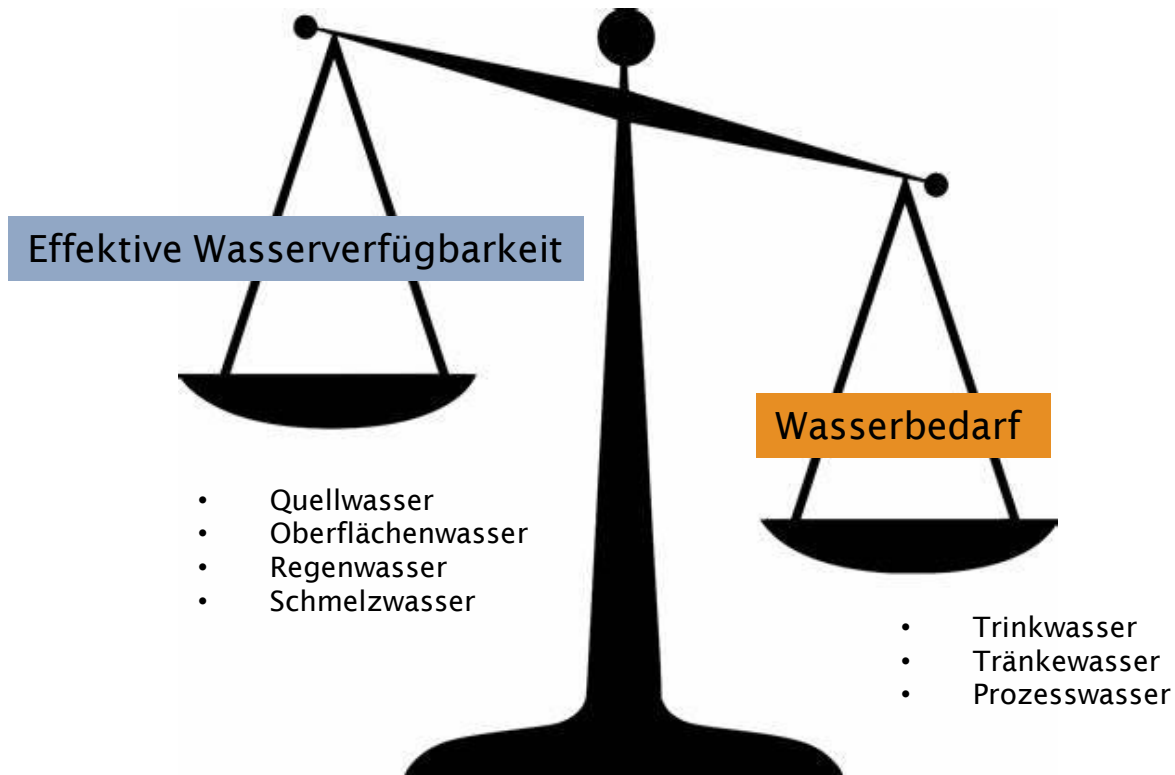 Effektive Wasserverfügbarkeit
Wasserbedarf
• Quellwasser
• Oberflächenwasser
• Regenwasser
• Schmelzwasser
• Trinkwasser
• Tränkewasser
• Prozesswasser